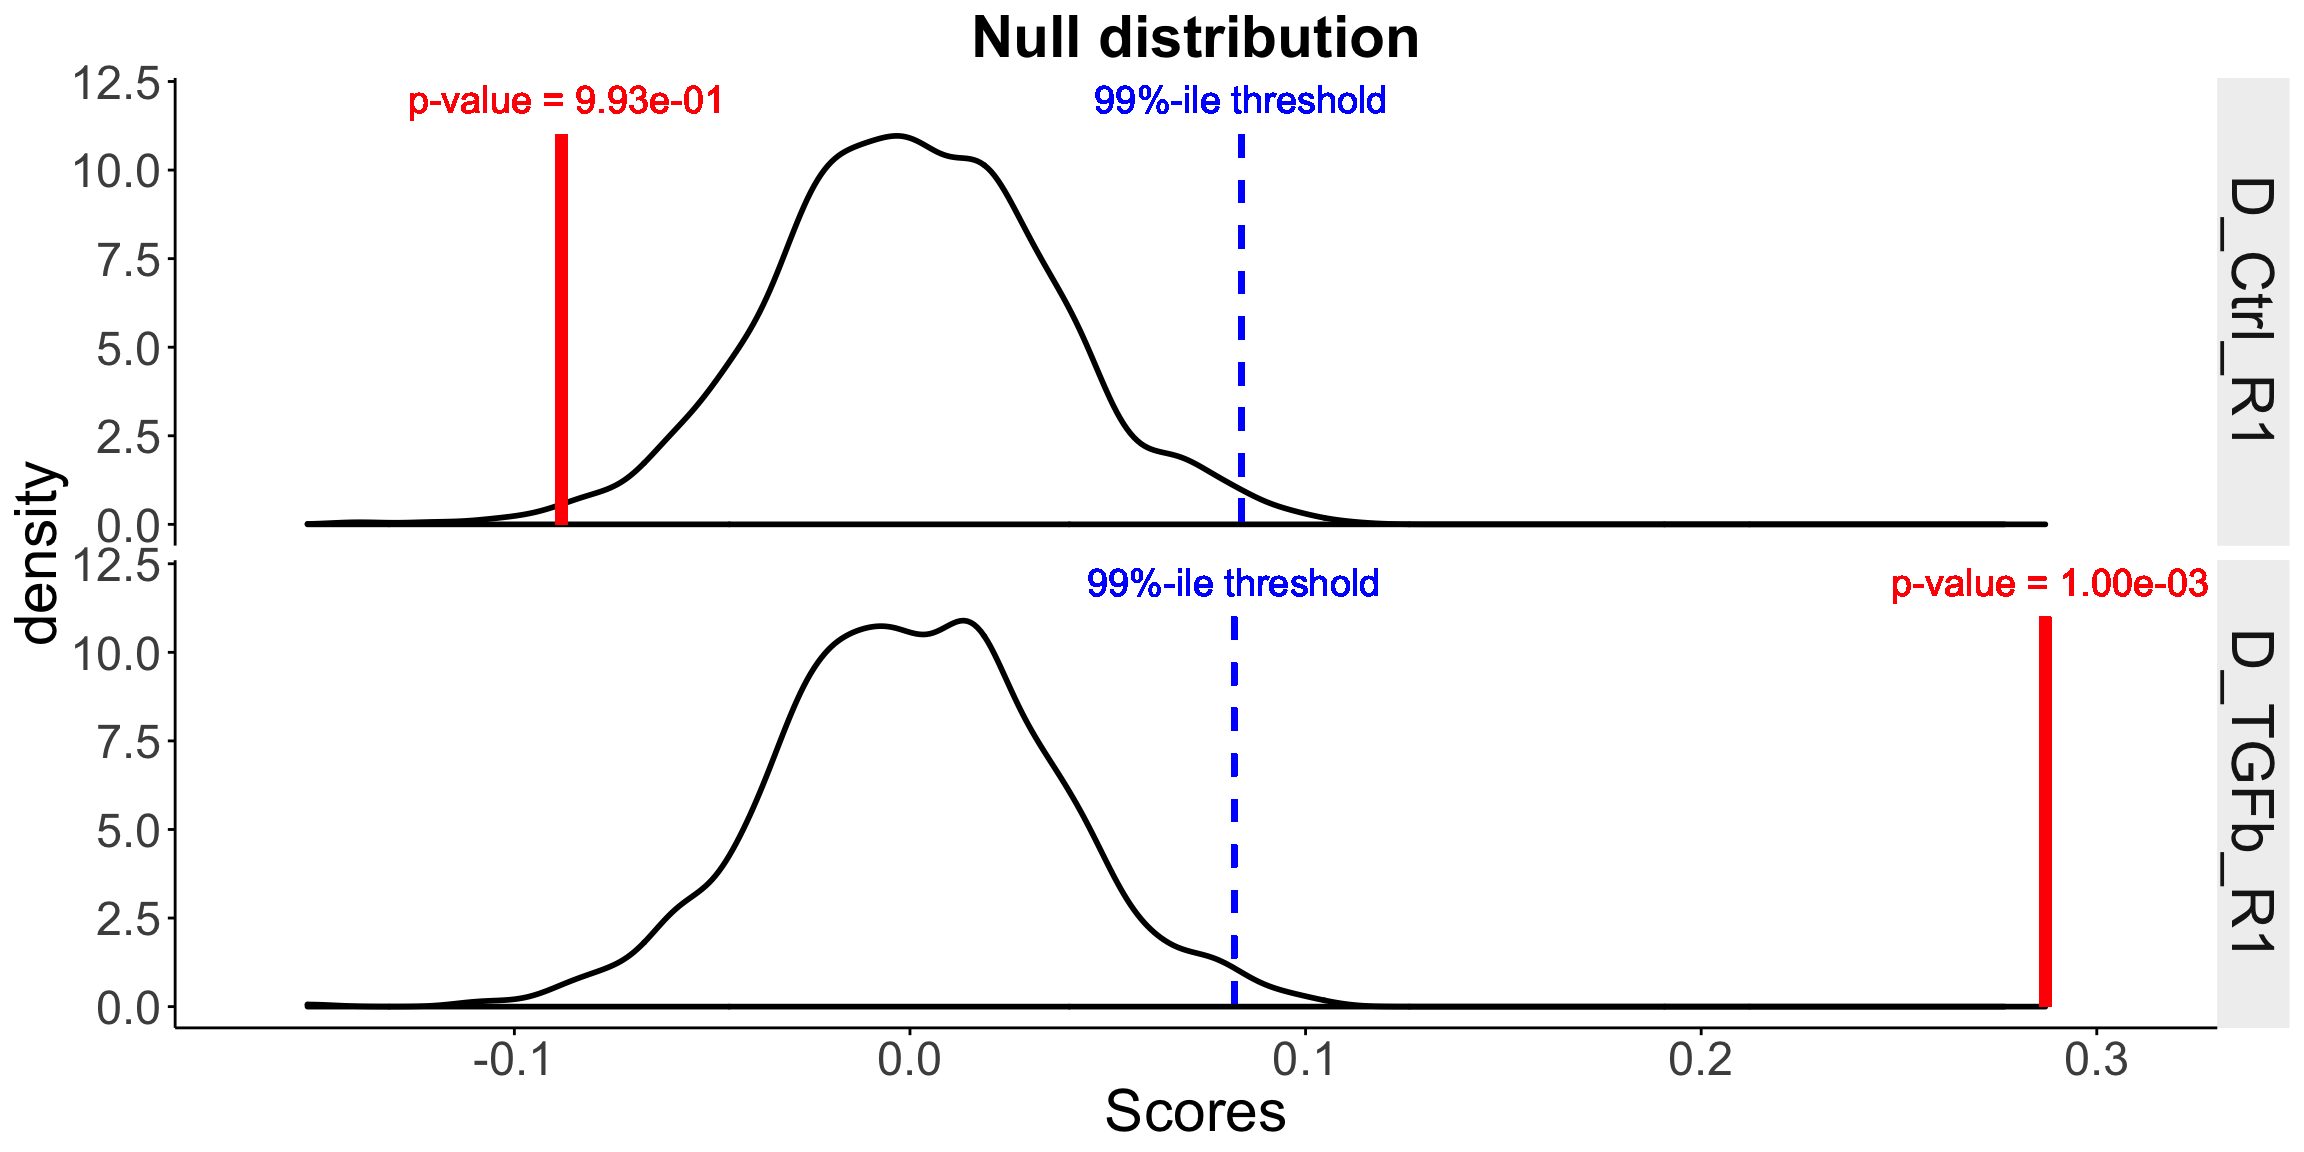 Null distribution
density
12.5
10.0
7.5
5.0
2.5
0.0
p-value = 9.93e-01
99%-ile threshold
D_Ctrl_R1
12.5
10.0
7.5
5.0
2.5
0.0
99%-ile threshold
p-value = 1.00e-03
D_TGFb_R1
-0.1
0.0
0.1
0.2
0.3
Scores